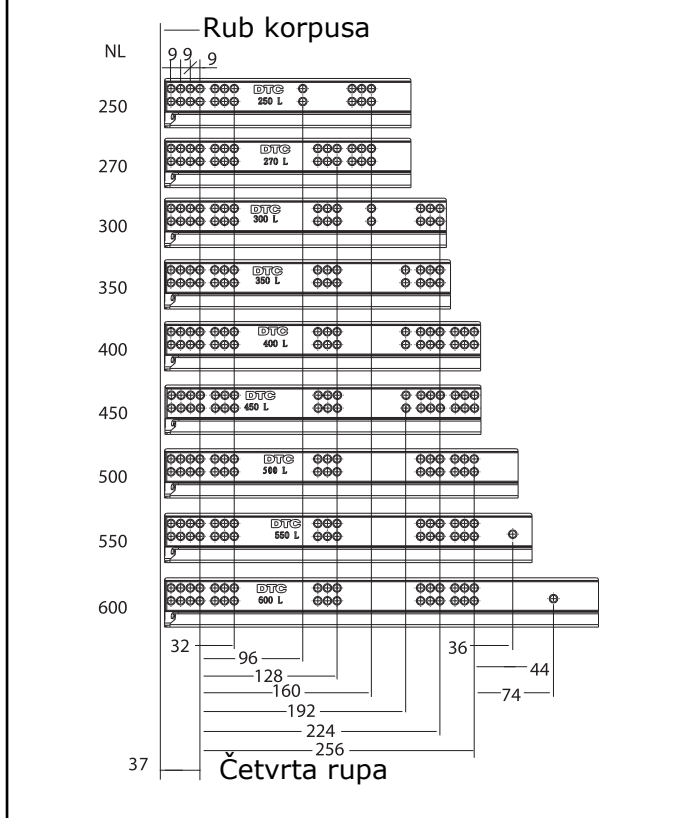 Rub korpusa
NL
9 9 9
DTC
250 L
250
DTC
270 L
270
DTC
300 L
300
DTC
350 L
350
DTC
400 L
400
DTC
450 L
450
DTC
500 L
500
DTC
550 L
550
DTC
600 L
600
32
36
96
44
128
160
74
192
224
256
37
Četvrta rupa